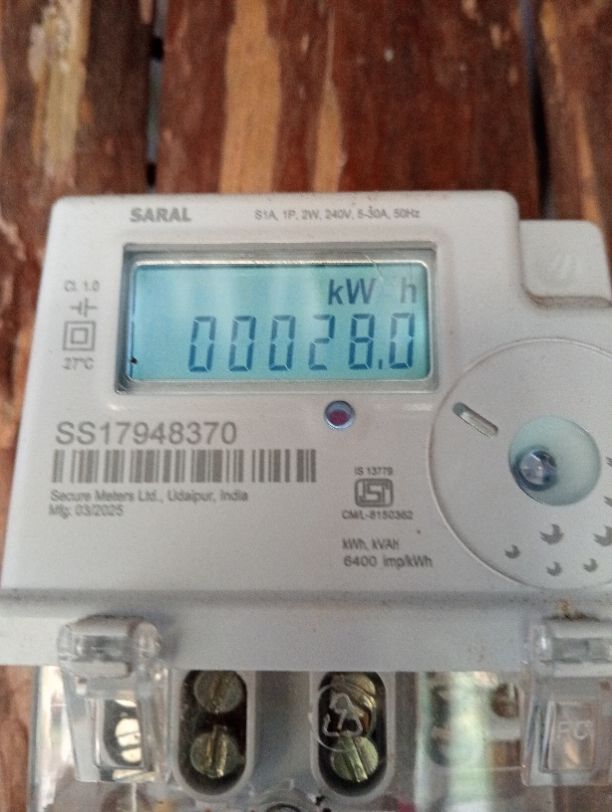 SARAL
S1A, 1P, 2W, 240V, 5-30A, 50Hz
Cl. 1.0
27°C
kW h
00028.0
SS17948370
Secure Meters Ltd., Udaipur, India
Mfg: 03/2025
IS 13779
ISI
CM/L-8150362
kWh, kVAh
6400 imp/kWh